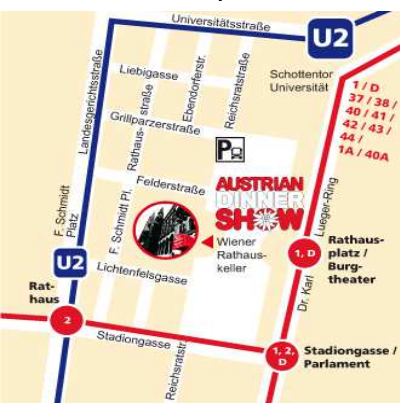 Universitätsstraße
U2
Landesgerichtsstraße
Liebiggasse
Ebendorferstr.
Reichsratsstraße
Schottentor
Universität
1 / D
37 / 38 /
40 / 41 /
42 / 43 /
44 /
1A / 40A
Rathaus-
straße
Grillparzerstraße
P
Felderstraße
AUSTRIAN
DINNER
SHOW
F. Schmidt
Platz
F. Schmidt Pl.
Wiener
Rathaus-
keller
Dr. Karl
Lueger-Ring
1, D
Rathaus-
platz /
Burg-
theater
U2
Lichtenfelsgasse
Rat-
haus
2
Stadiongasse
Reichsratstr.
1, 2,
D
Stadiongasse /
Parlament